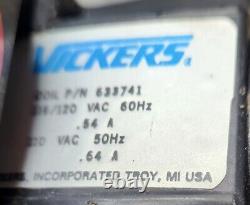 VICKERS
COIL P/N 633741
/120 VAC 60Hz
.54 A
VAC 50Hz
.64 A
INCORPORATED TROY, MI USA